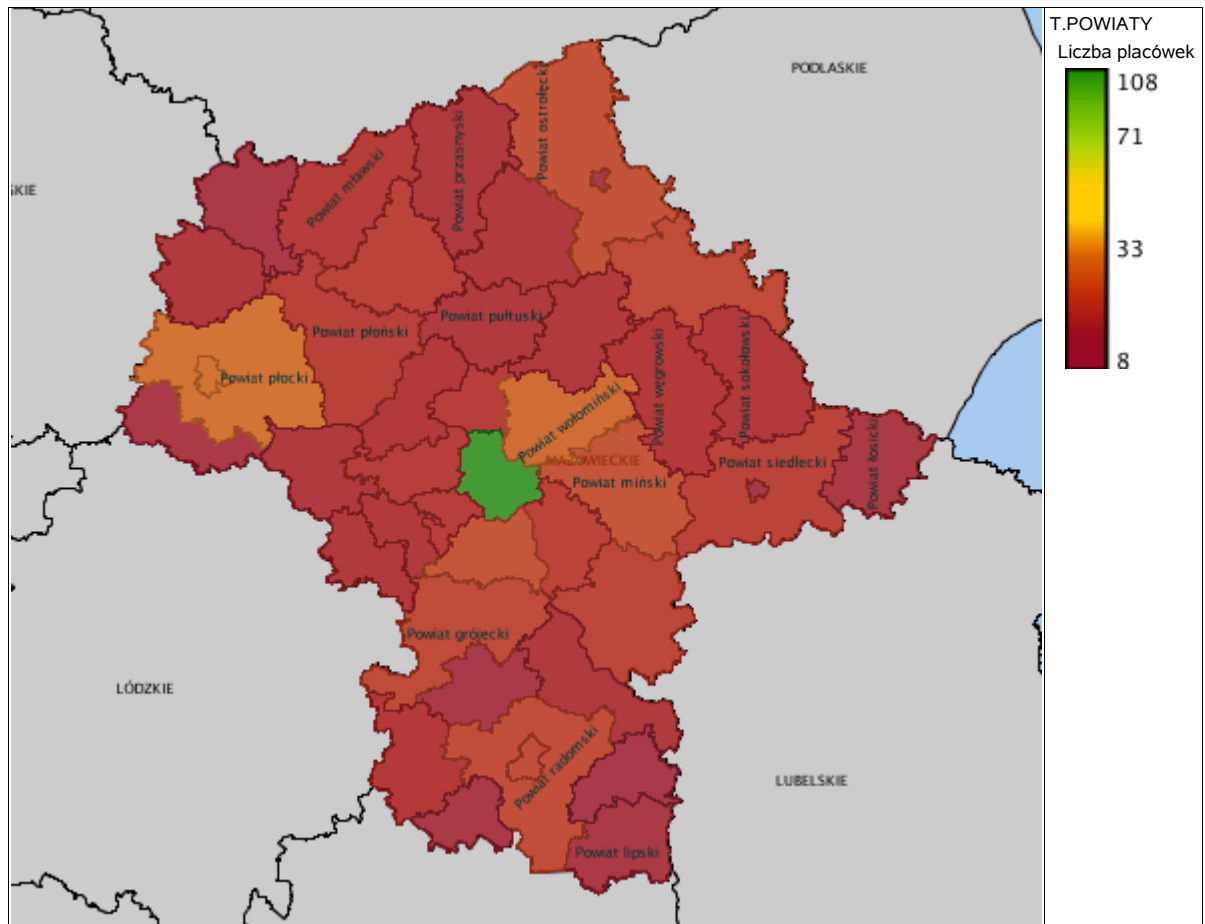 T.POWIATY
Liczba placówek
108
71
33
8
PODLASKIE
SKIE
Powiat ostrołęcki
Powiat przasnyski
Powiat mławski
Powiat pułtuski
Powiat płoński
Powiat węgrowski
Powiat sokołowski
Powiat płocki
Powiat wołomiński
MAZOWIECKIE
Powiat siedlecki
Powiat łosicki
Powiat miński
Powiat grójecki
ŁÓDZKIE
Powiat radomski
LUBELSKIE
Powiat lipski